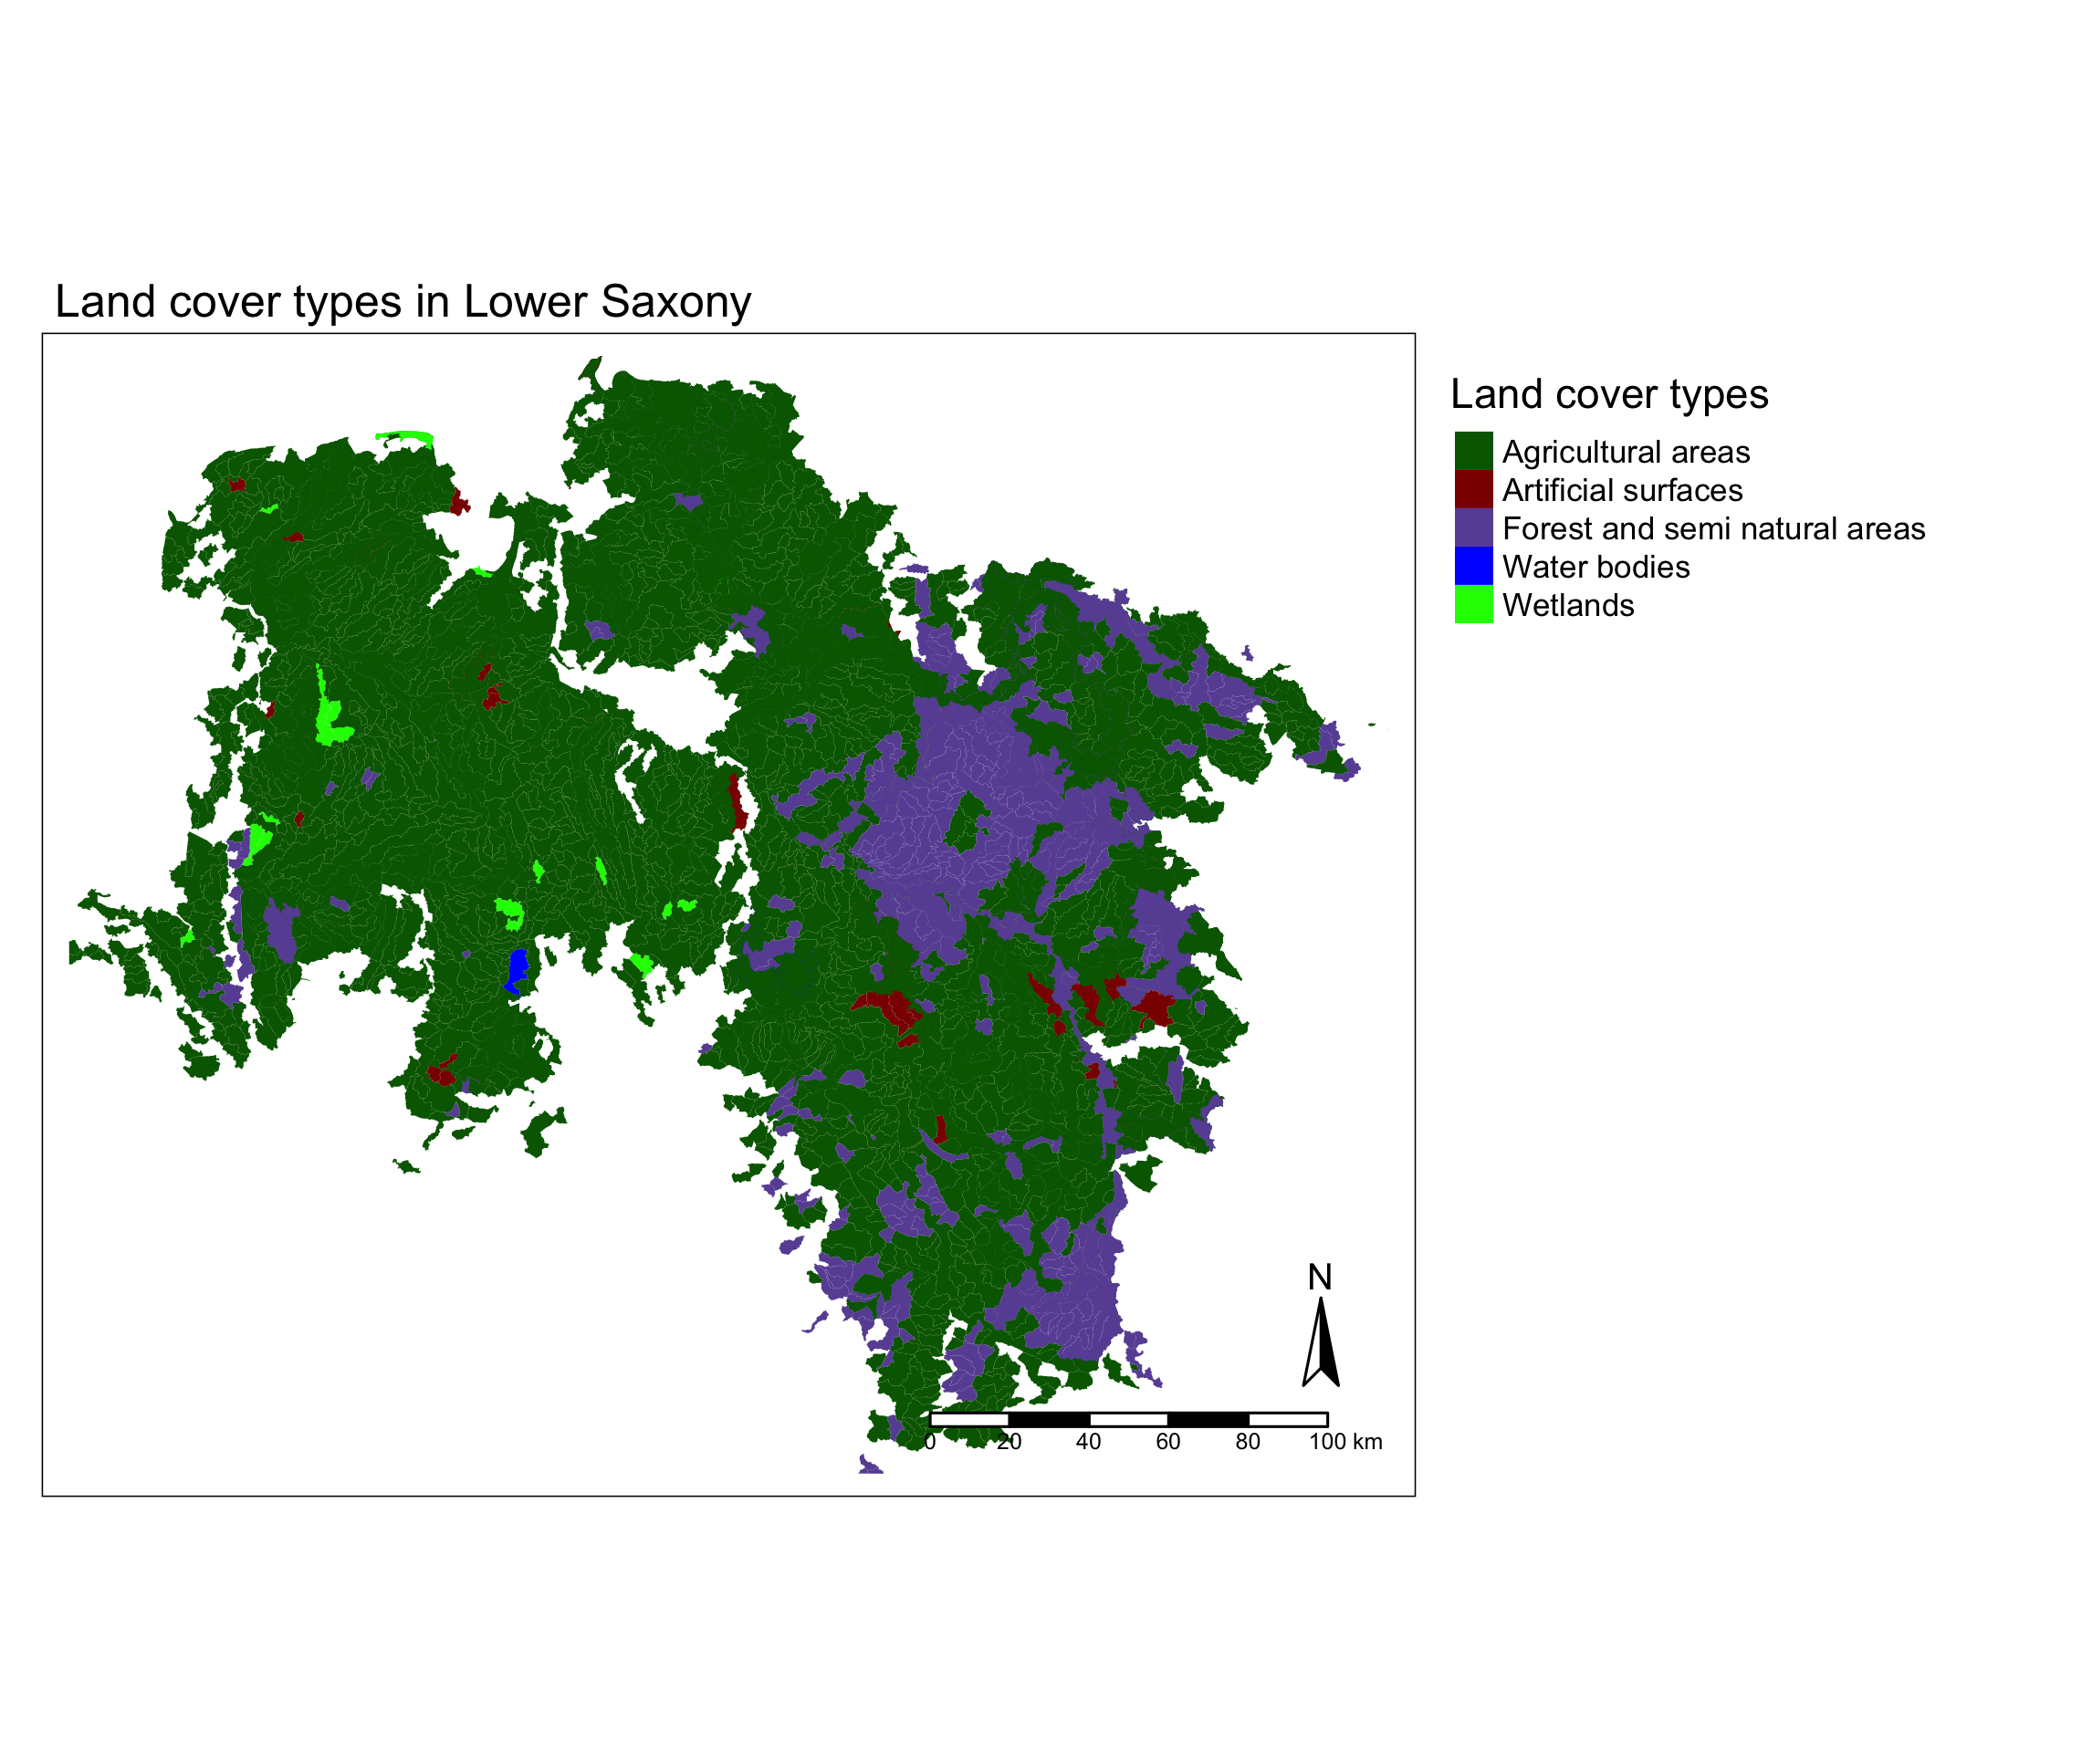 Land cover types in Lower Saxony
Land cover types
Agricultural areas
Artificial surfaces
Forest and semi natural areas
Water bodies
Wetlands
N
0 20 40 60 80 100 km